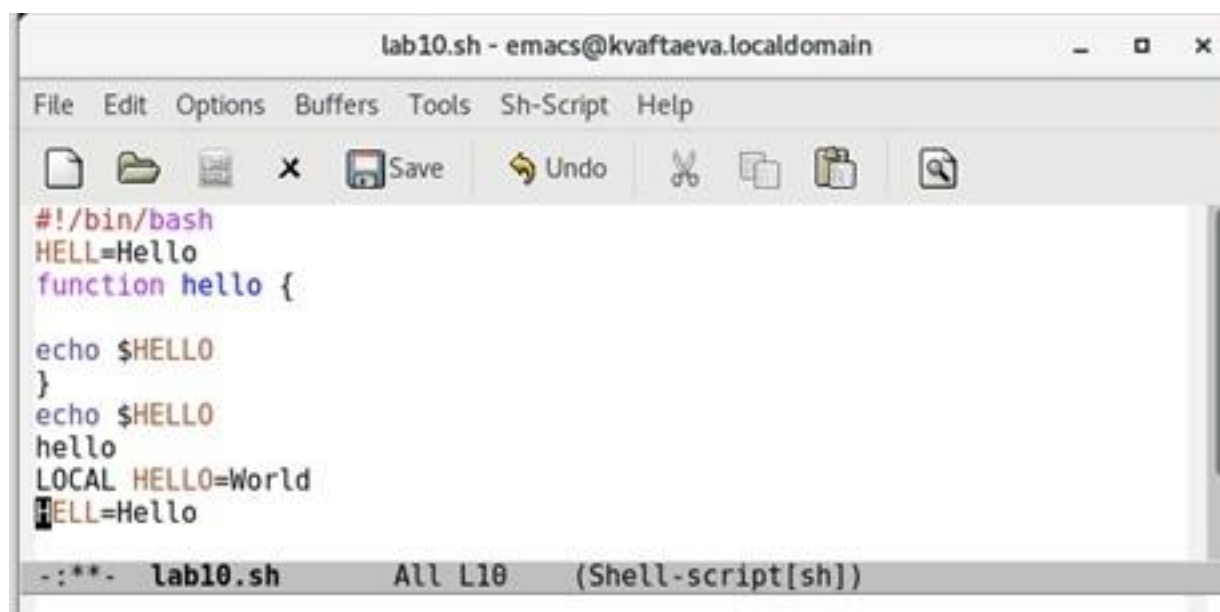 lab10.sh - emacs@kvaftaeva.localdomain
File Edit Options Buffers Tools Sh-Script Help
Save Undo
#!/bin/bash
HELL=Hello
function hello {
echo $HELLO
}
echo $HELLO
hello
LOCAL HELLO=World
HELL=Hello
-:**- lab10.sh All L10 (Shell-script[sh])